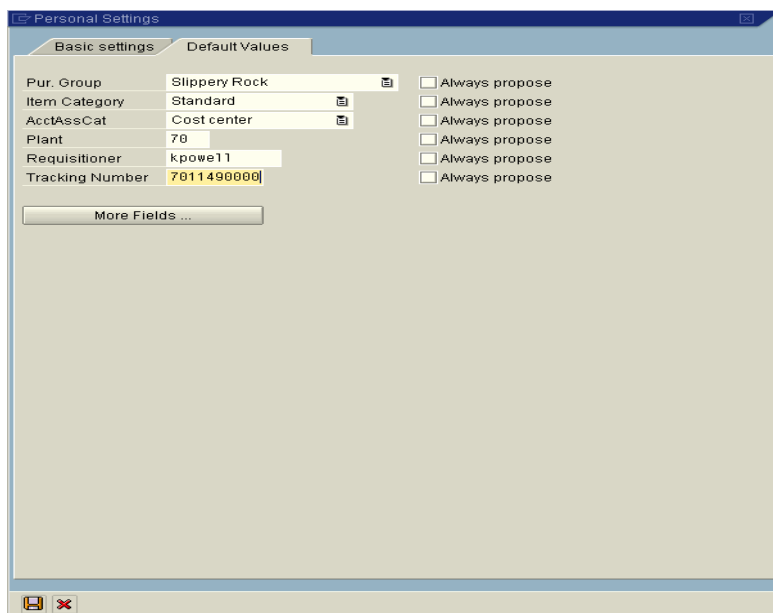 Personal Settings
Basic settings Default Values
Pur. Group Slippery Rock Always propose
Item Category Standard Always propose
AcctAssCat Cost center Always propose
Plant 70 Always propose
Requisitioner kpowell Always propose
Tracking Number 7011490000 Always propose
More Fields ...